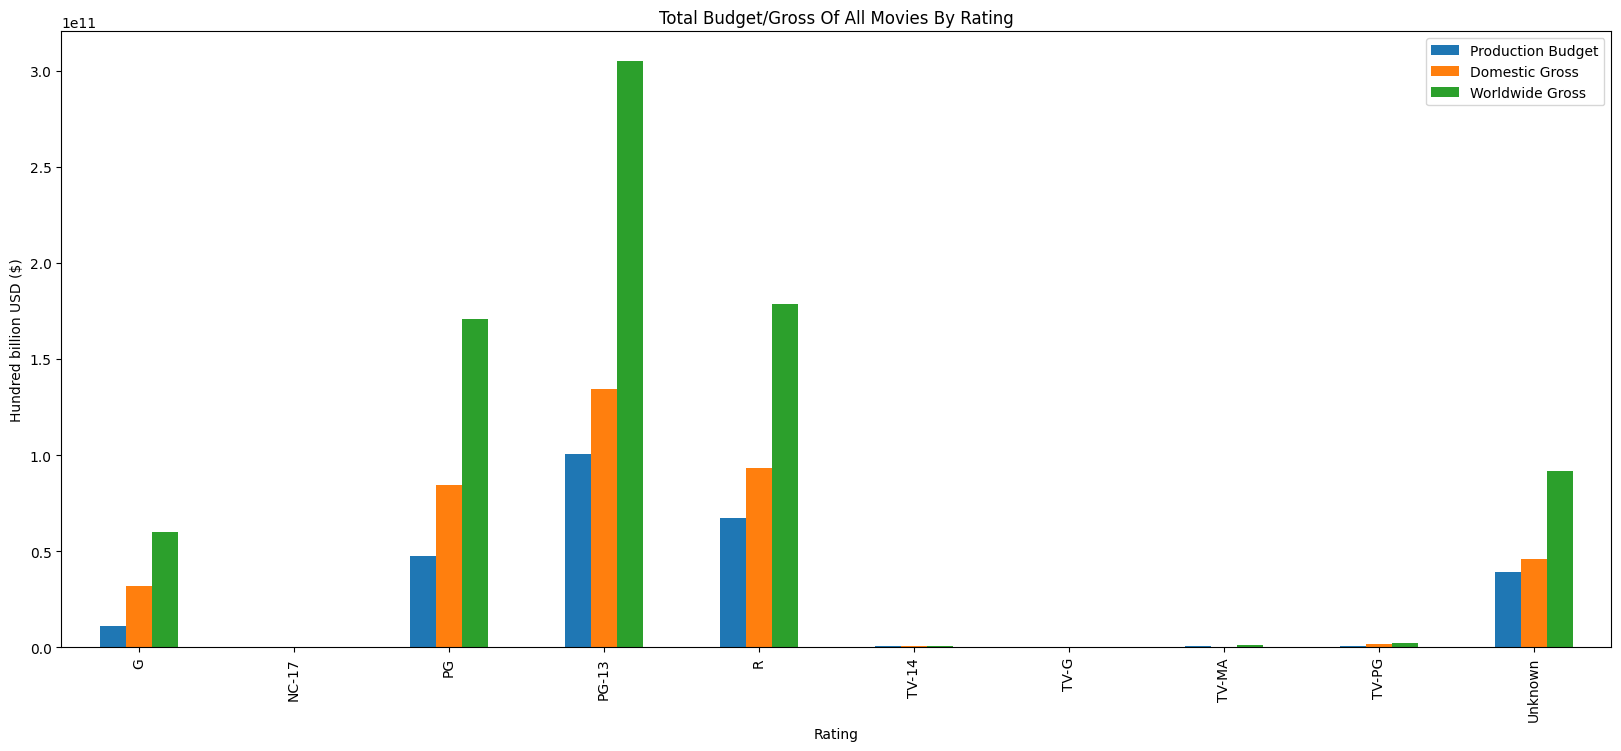 Total Budget/Gross Of All Movies By Rating
1e11
Production Budget
Domestic Gross
Worldwide Gross
Hundred billion USD ($)
3.0
2.5
2.0
1.5
1.0
0.5
0.0
G
NC-17
PG
PG-13
R
TV-14
TV-G
TV-MA
TV-PG
Unknown
Rating